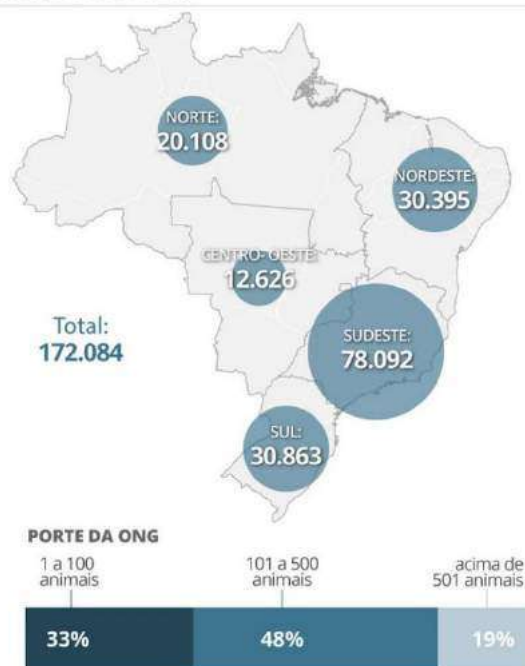 NORTE:
20.108
NORDESTE:
30.395
CENTRO-OESTE:
12.626
Total:
172.084
SUDESTE:
78.092
SUL:
30.863
PORTE DA ONG
1 a 100
animais
101 a 500
animais
acima de
501 animais
33%
48%
19%